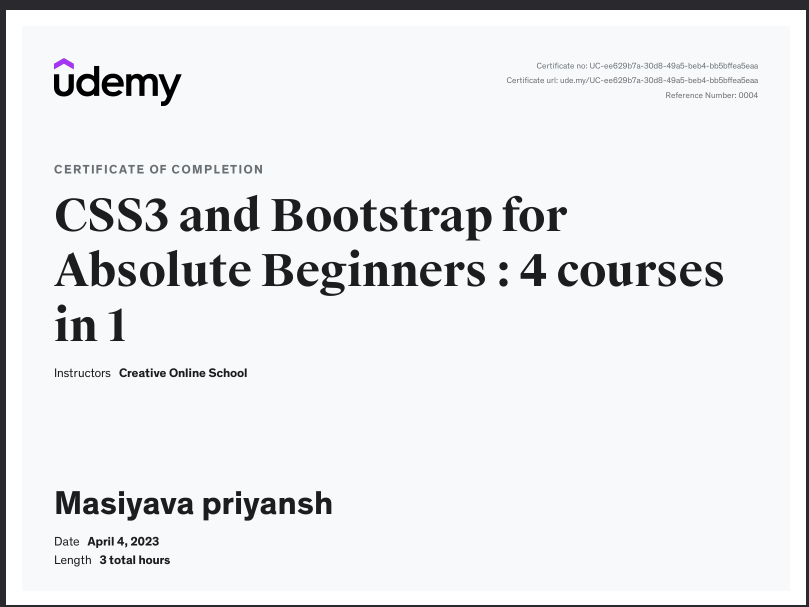 udemy
Certificate no: UC-ee629b7a-30d8-49a5-beb4-bb5bffea5eaa
Certificate url: ude.my/UC-ee629b7a-30d8-49a5-beb4-bb5bffea5eaa
Reference Number: 0004
CERTIFICATE OF COMPLETION
CSS3 and Bootstrap for
Absolute Beginners : 4 courses
in 1
Instructors Creative Online School
Masiyava priyansh
Date April 4, 2023
Length 3 total hours